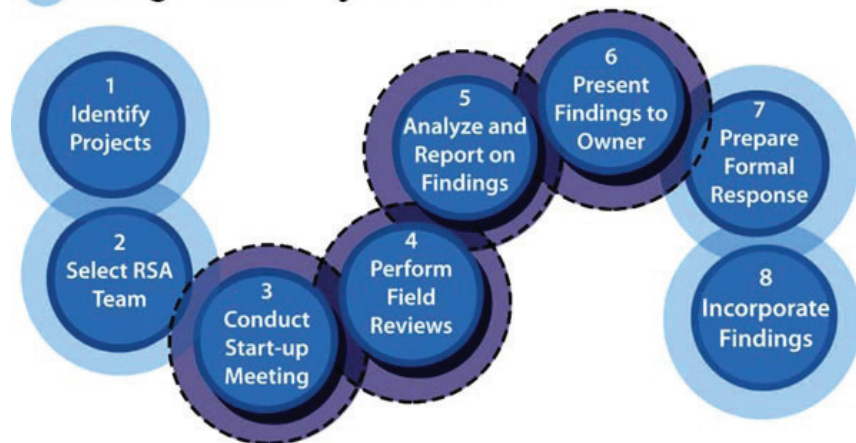 1
Identify
Projects
2
Select RSA
Team
3
Conduct
Start-up
Meeting
4
Perform
Field
Reviews
5
Analyze and
Report on
Findings
6
Present
Findings to
Owner
7
Prepare
Formal
Response
8
Incorporate
Findings